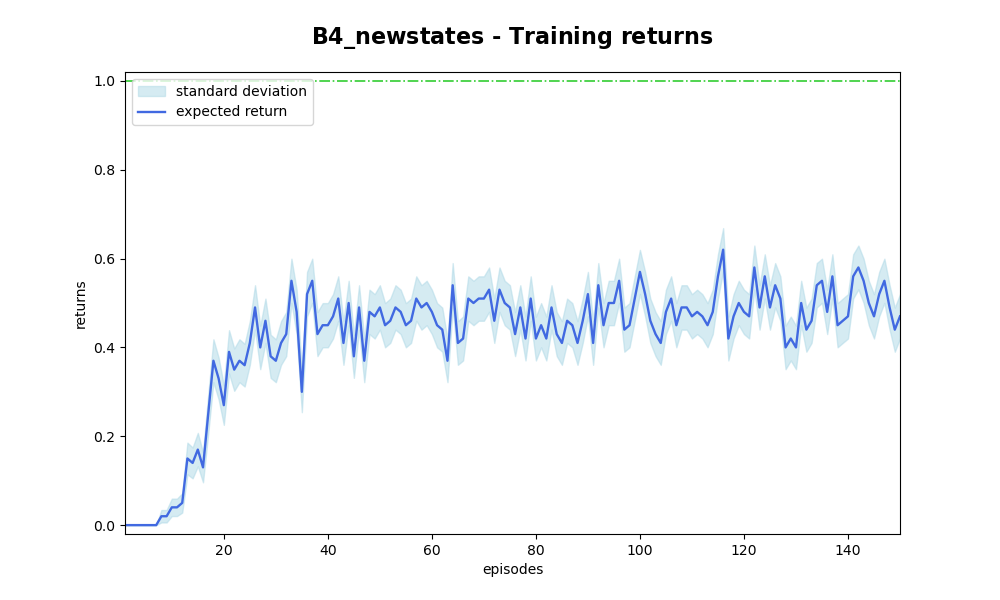 B4_newstates - Training returns
standard deviation
expected return
returns
1.0
0.8
0.6
0.4
0.2
0.0
20
40
60
80
100
120
140
episodes